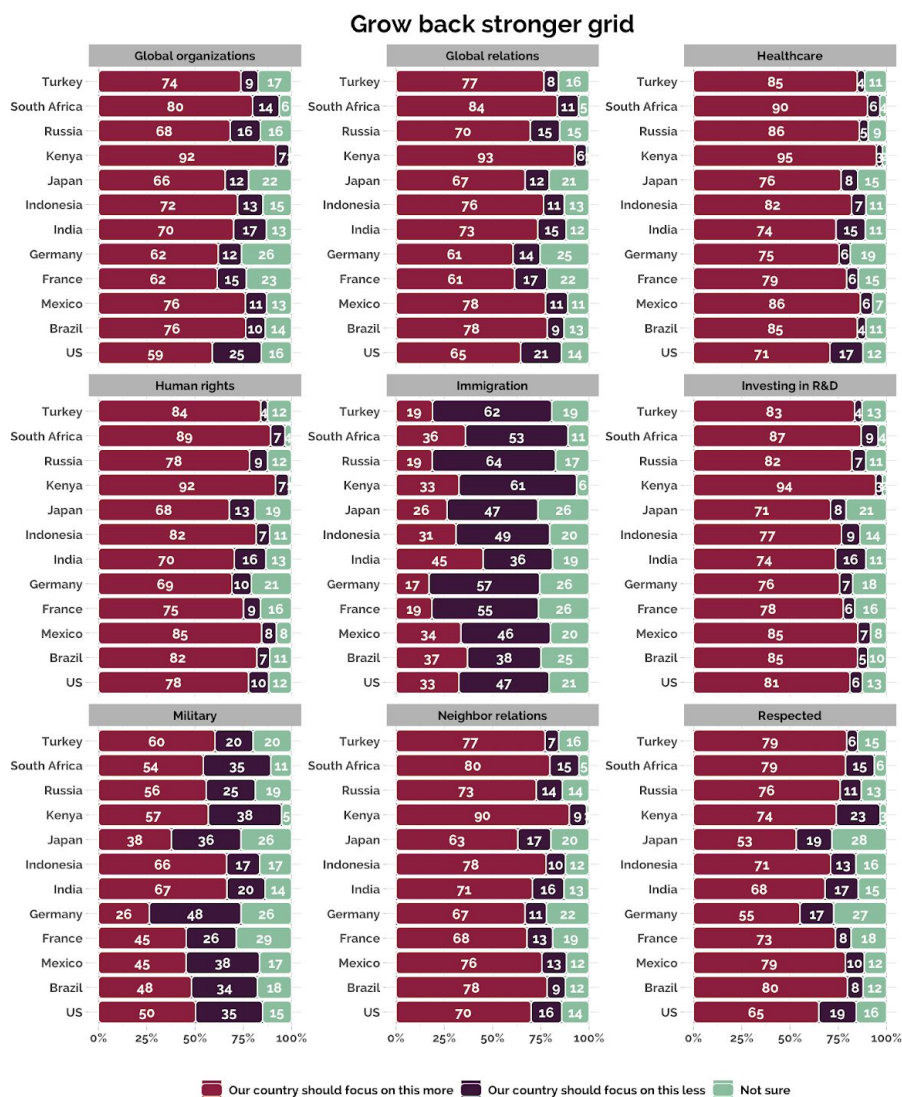 Grow back stronger grid
Global organizations Global relations Healthcare
Turkey 74 9 17 Turkey 77 8 16 Turkey 85 4 11
South Africa 80 14 6 South Africa 84 11 5 South Africa 90 6 4
Russia 68 16 16 Russia 70 15 15 Russia 86 5 9
Kenya 92 7 Kenya 93 6 Kenya 95 3
Japan 66 12 22 Japan 67 12 21 Japan 76 8 15
Indonesia 72 13 15 Indonesia 76 11 13 Indonesia 82 7 11
India 70 17 13 India 73 15 12 India 74 15 11
Germany 62 12 26 Germany 61 14 25 Germany 75 6 19
France 62 15 23 France 61 17 22 France 79 6 15
Mexico 76 11 13 Mexico 78 11 11 Mexico 86 6 7
Brazil 76 10 14 Brazil 78 9 13 Brazil 85 4 11
US 59 25 16 US 65 21 14 US 71 17 12
Human rights Immigration Investing in R&D
Turkey 84 4 12 Turkey 19 62 19 Turkey 83 4 13
South Africa 89 7 4 South Africa 36 53 11 South Africa 87 9 4
Russia 78 9 12 Russia 19 64 17 Russia 82 7 11
Kenya 92 7 Kenya 33 61 6 Kenya 94 3
Japan 68 13 19 Japan 26 47 26 Japan 71 8 21
Indonesia 82 7 11 Indonesia 31 49 20 Indonesia 77 9 14
India 70 16 13 India 45 36 19 India 74 16 11
Germany 69 10 21 Germany 17 57 26 Germany 76 7 18
France 75 9 16 France 19 55 26 France 78 6 16
Mexico 85 8 8 Mexico 34 46 20 Mexico 85 7 8
Brazil 82 7 11 Brazil 37 38 25 Brazil 85 5 10
US 78 10 12 US 33 47 21 US 81 6 13
Military Neighbor relations Respected
Turkey 60 20 20 Turkey 77 7 16 Turkey 79 6 15
South Africa 54 35 11 South Africa 80 15 5 South Africa 79 15 6
Russia 56 25 19 Russia 73 14 14 Russia 76 11 13
Kenya 57 38 5 Kenya 90 9 Kenya 74 23 3
Japan 38 36 26 Japan 63 17 20 Japan 53 19 28
Indonesia 66 17 17 Indonesia 78 10 12 Indonesia 71 13 16
India 67 20 14 India 71 16 13 India 68 17 15
Germany 26 48 26 Germany 67 11 22 Germany 55 17 27
France 45 26 29 France 68 13 19 France 73 8 18
Mexico 45 38 17 Mexico 76 13 12 Mexico 79 10 12
Brazil 48 34 18 Brazil 78 9 12 Brazil 80 8 12
US 50 35 15 US 70 16 14 US 65 19 16
0% 25% 50% 75% 100% 0% 25% 50% 75% 100% 0% 25% 50% 75% 100%
Our country should focus on this more Our country should focus on this less Not sure